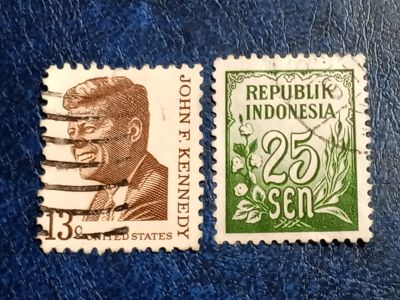 JOHN F. KENNEDY
13c
UNITED STATES
REPUBLIK
INDONESIA
25
sen